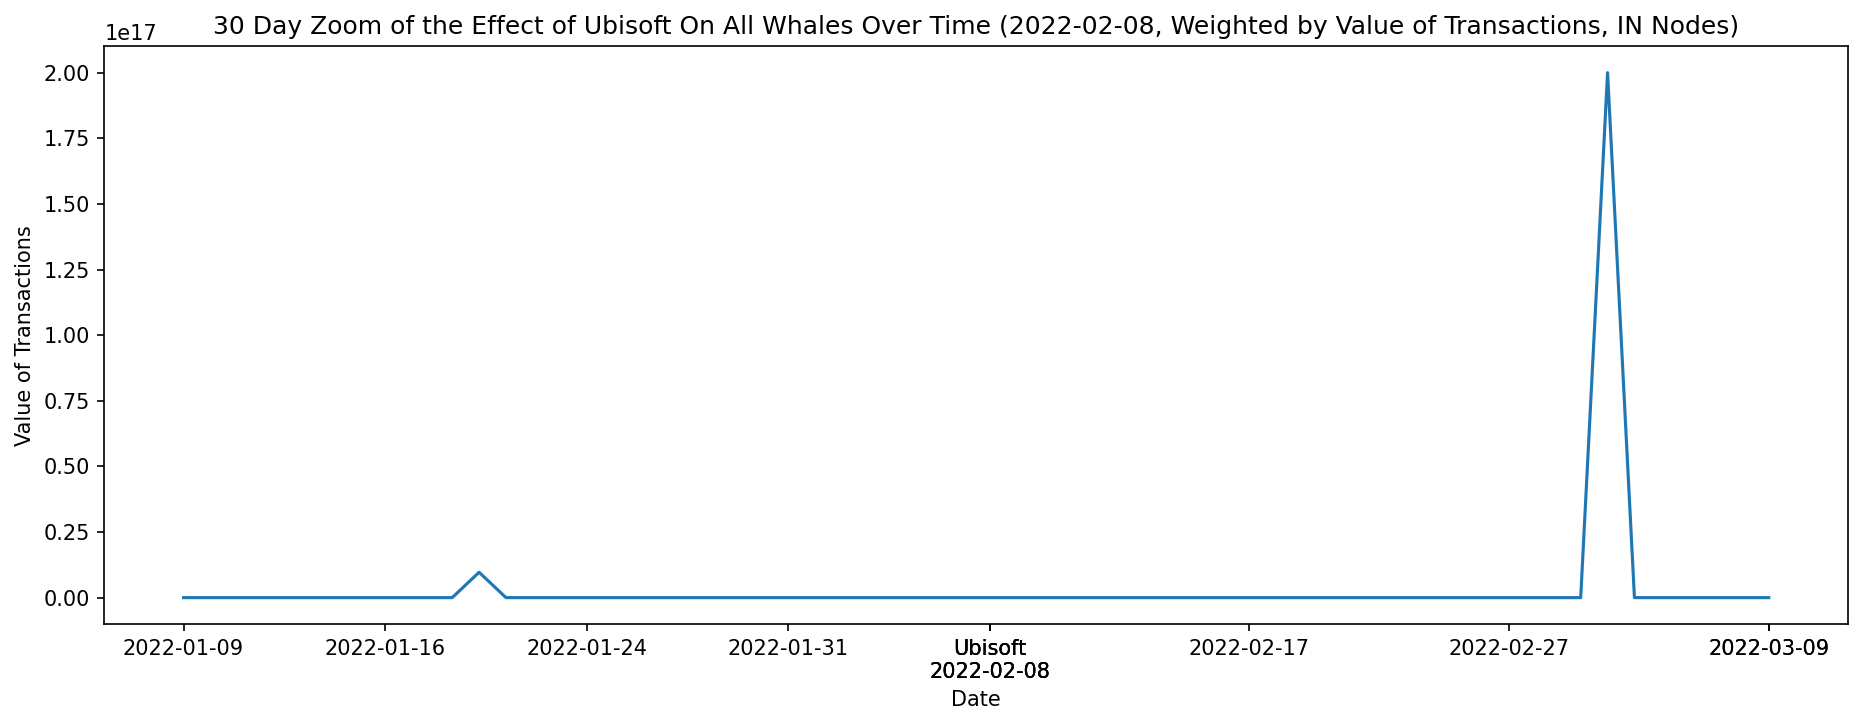 30 Day Zoom of the Effect of Ubisoft On All Whales Over Time (2022-02-08, Weighted by Value of Transactions, IN Nodes)
1e17
2.00
1.75
1.50
1.25
1.00
0.75
0.50
0.25
0.00
Value of Transactions
2022-01-09 2022-01-16 2022-01-24 2022-01-31 Ubisoft 2022-02-17 2022-02-27 2022-03-09
2022-02-08
Date